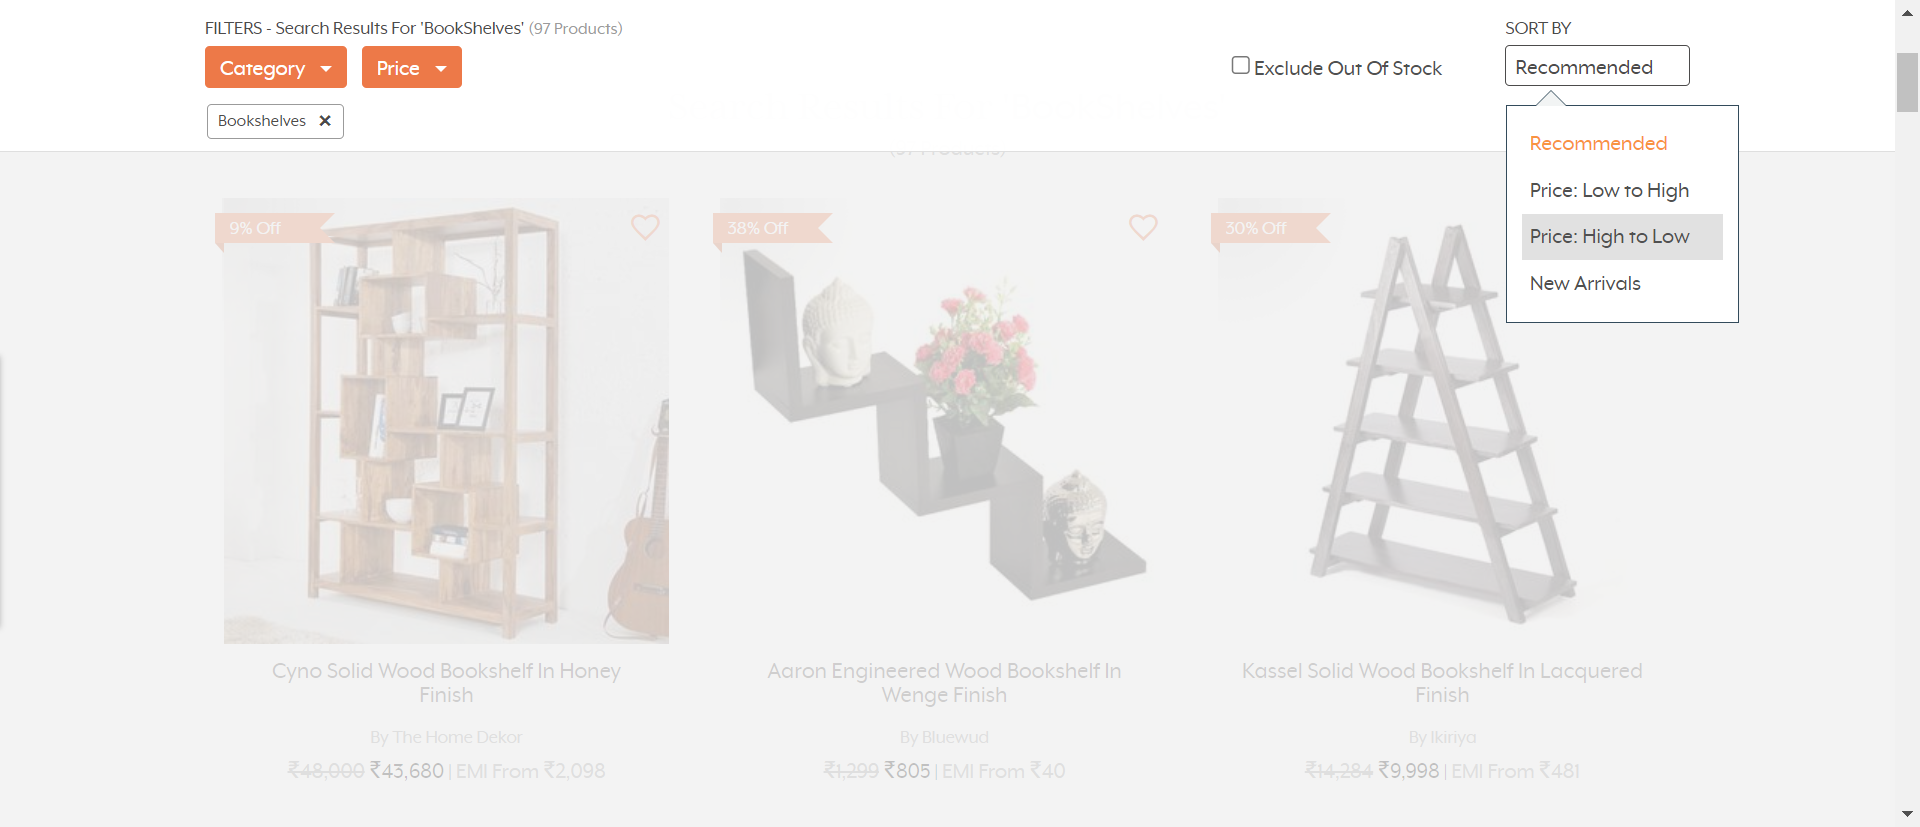 FILTERS - Search Results For 'BookShelves' (97 Products)
SORT BY
Category
Price
Exclude Out Of Stock
Recommended
Bookshelves ✕
Recommended
Price: Low to High
Price: High to Low
New Arrivals
9% Off
38% Off
30% Off
Cyno Solid Wood Bookshelf In Honey
Finish
By The Home Dekor
₹48,000 ₹43,680 | EMI From ₹2,098
Aaron Engineered Wood Bookshelf In
Wenge Finish
By Bluewud
₹1,299 ₹805 | EMI From ₹40
Kassel Solid Wood Bookshelf In Lacquered
Finish
By Ikiriya
₹14,284 ₹9,998 | EMI From ₹481